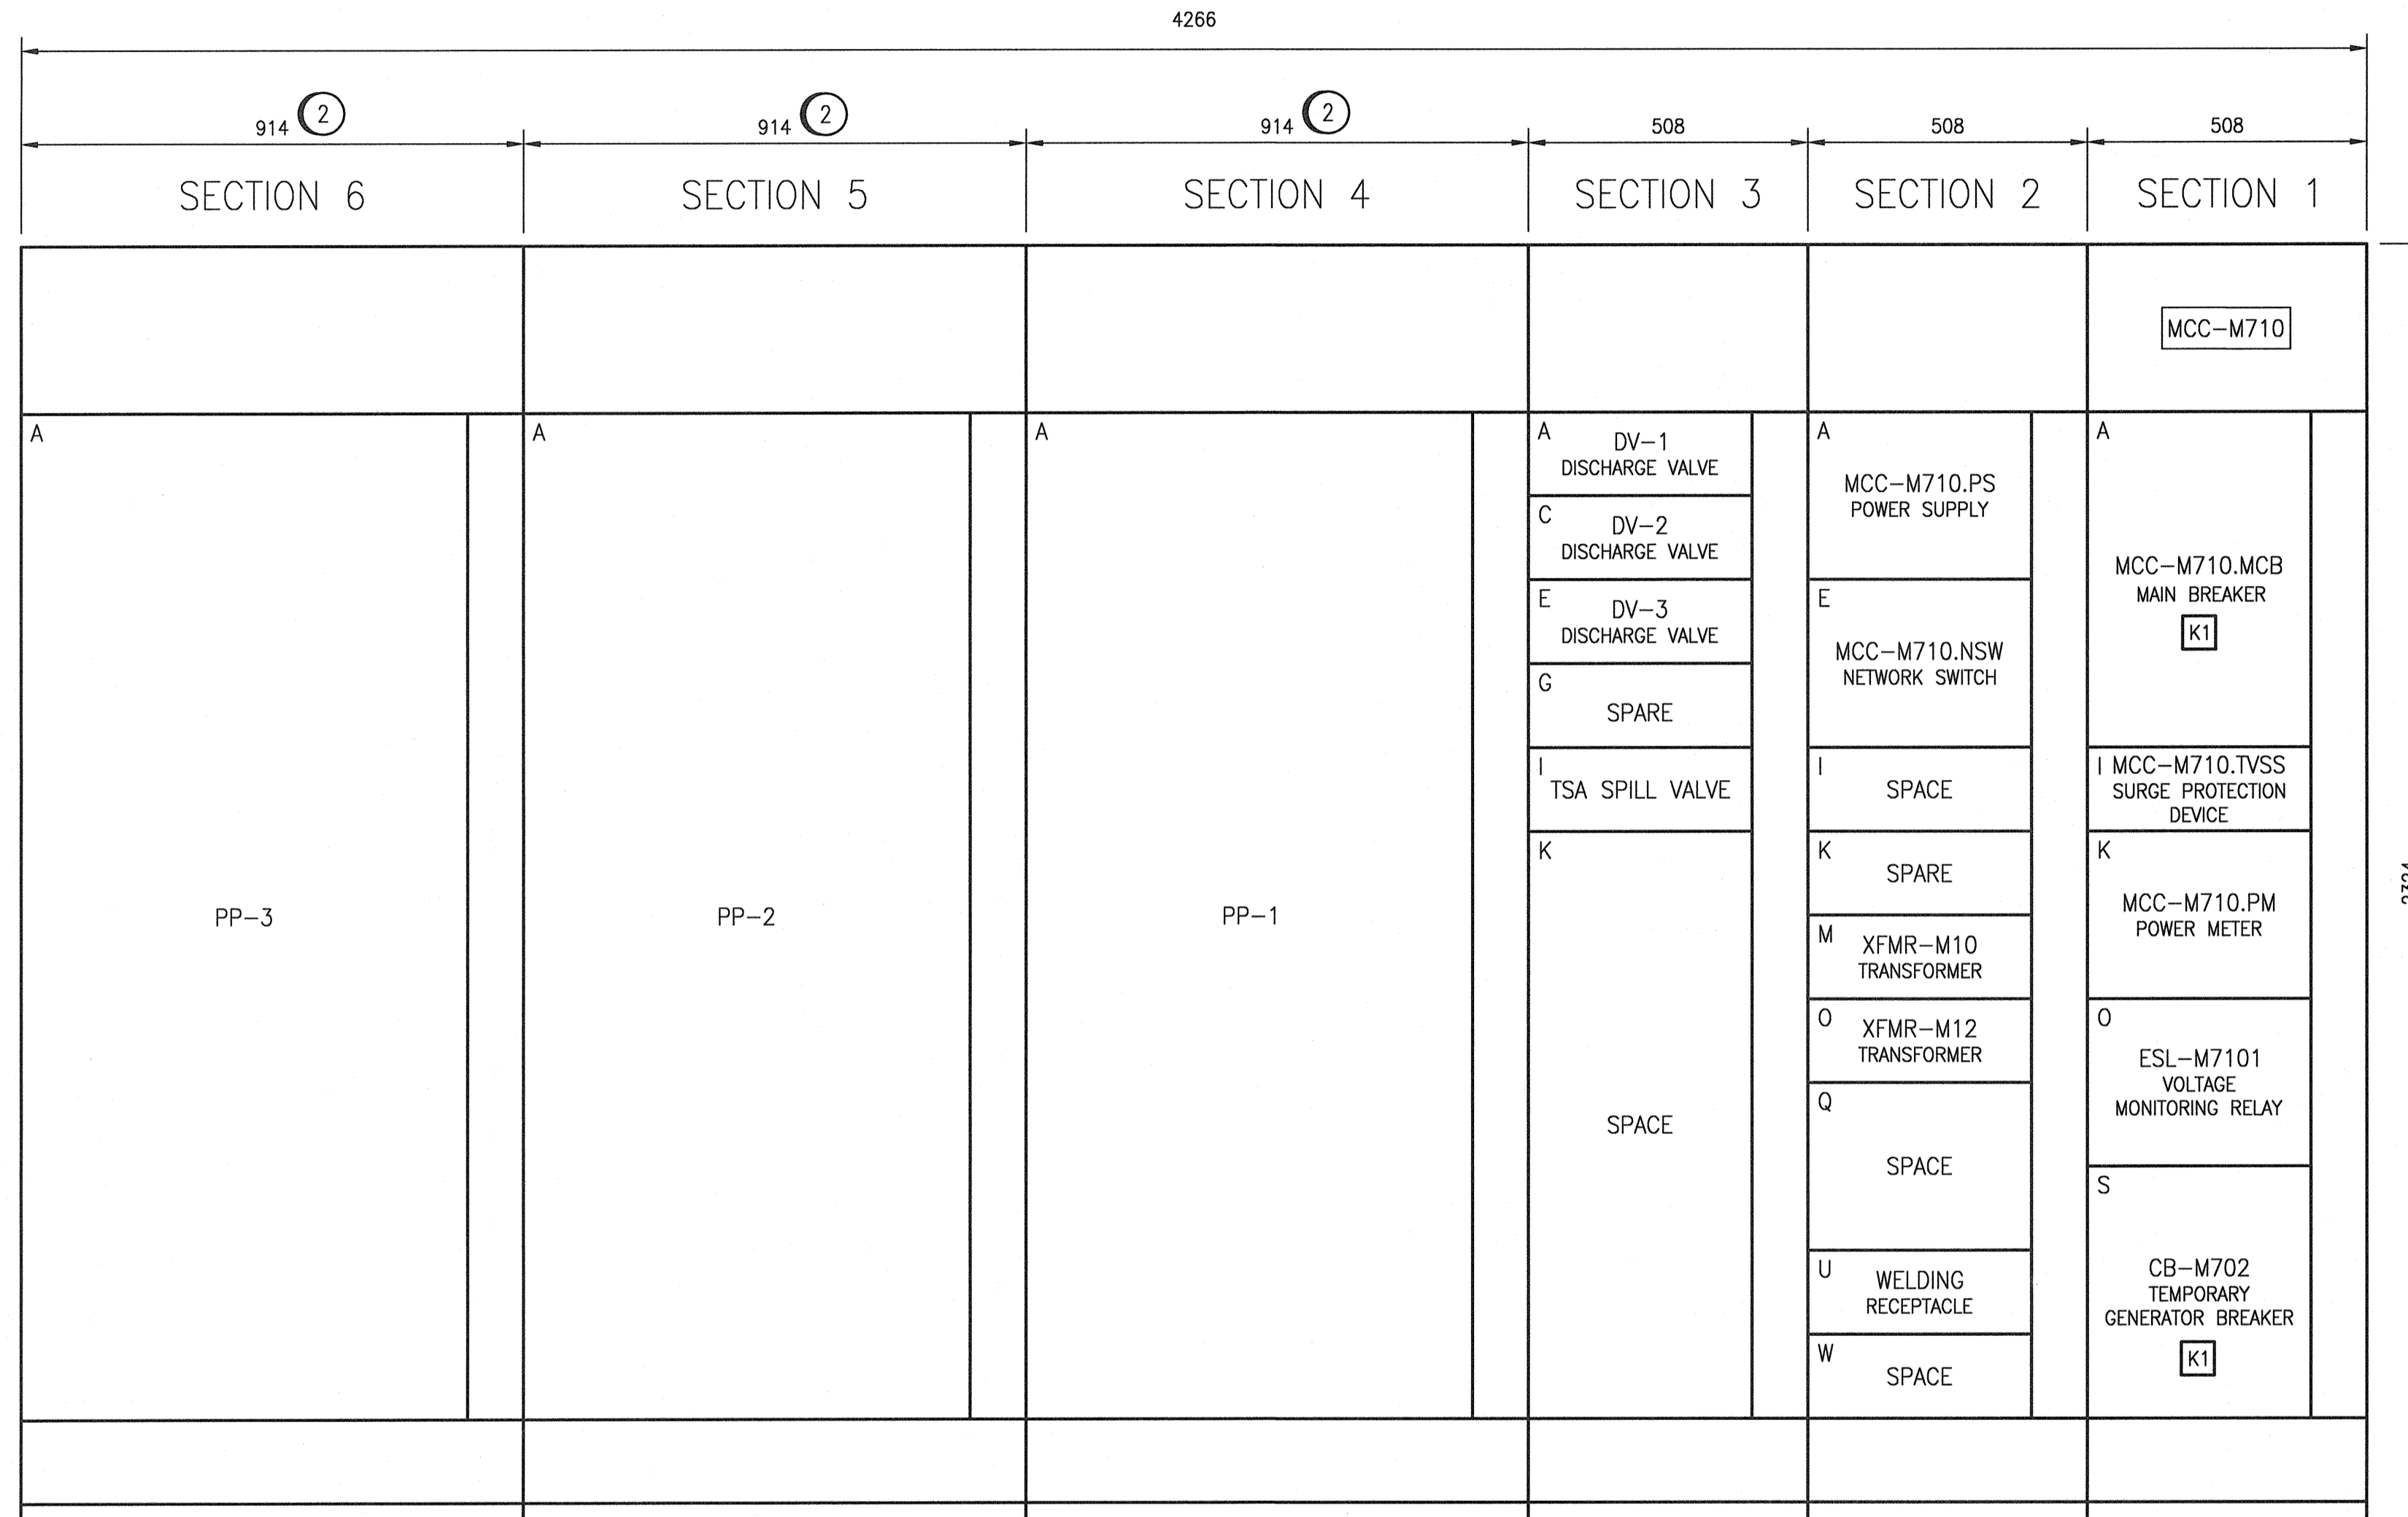 4266
914 2 914 2 914 2 508 508 508
SECTION 6 SECTION 5 SECTION 4 SECTION 3 SECTION 2 SECTION 1
MCC-M710
A
PP-3
A
PP-2
A
PP-1
A DV-1
DISCHARGE VALVE
C DV-2
DISCHARGE VALVE
E DV-3
DISCHARGE VALVE
G
SPARE
I
TSA SPILL VALVE
K
SPACE
A
MCC-M710.PS
POWER SUPPLY
E
MCC-M710.NSW
NETWORK SWITCH
I
SPACE
K
SPARE
M XFMR-M10
TRANSFORMER
O XFMR-M12
TRANSFORMER
Q
SPACE
U WELDING
RECEPTACLE
W
SPACE
A
MCC-M710.MCB
MAIN BREAKER
K1
I MCC-M710.TVSS
SURGE PROTECTION
DEVICE
K
MCC-M710.PM
POWER METER
O
ESL-M7101
VOLTAGE
MONITORING RELAY
S
CB-M702
TEMPORARY
GENERATOR BREAKER
K1